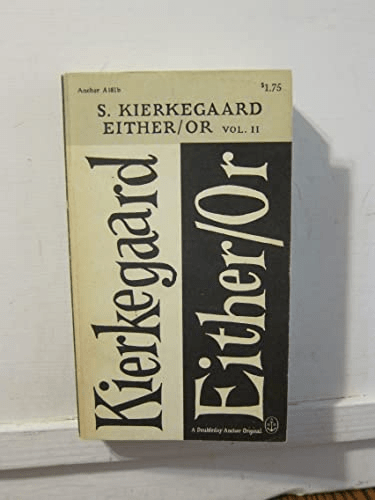 Anchor A181b
$1.75
S. KIERKEGAARD
EITHER/OR VOL. II
Kierkegaard
Either/Or
A Doubleday Anchor Original